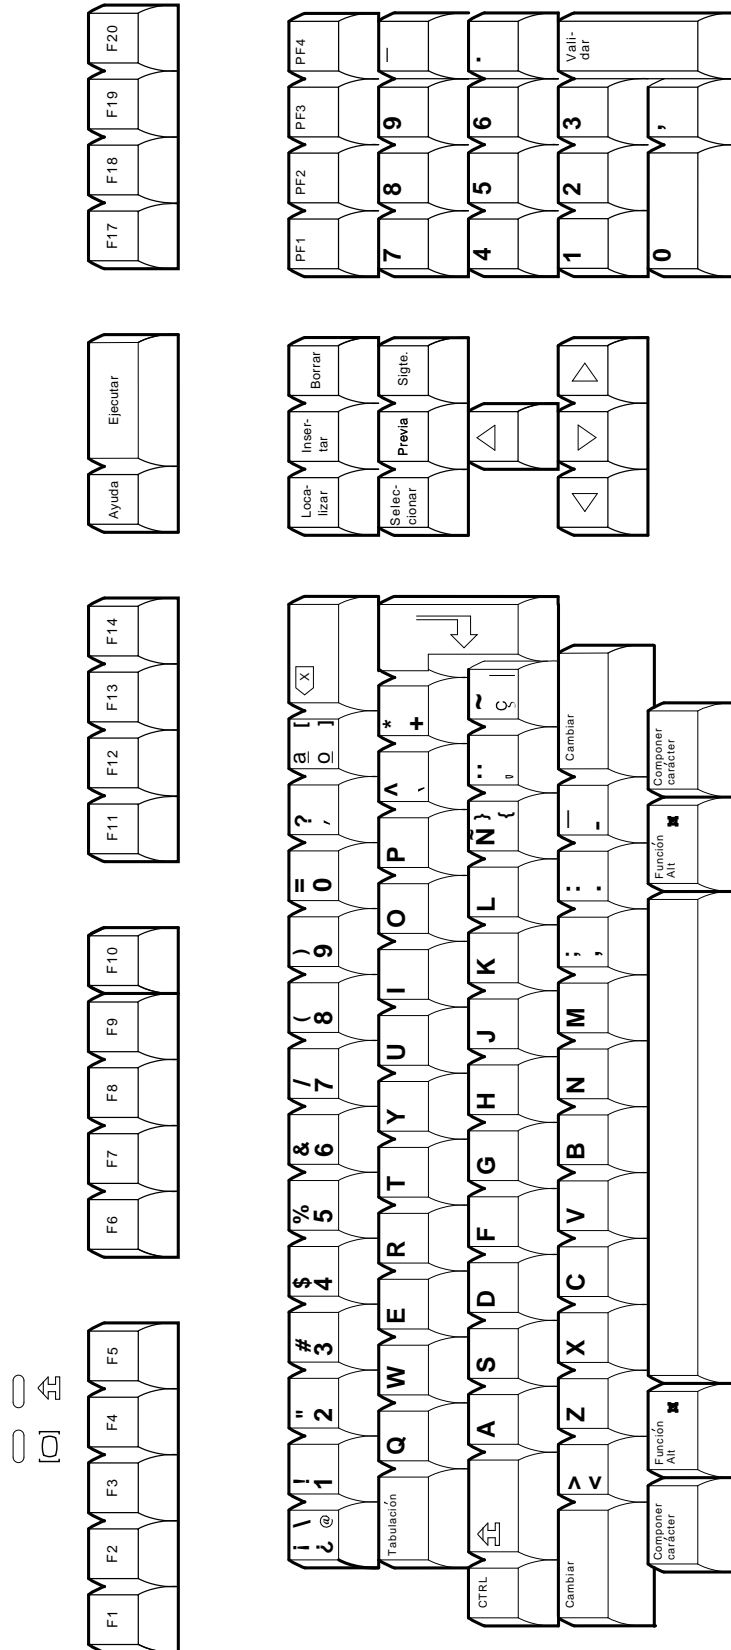 F1 F2 F3 F4 F5 F6 F7 F8 F9 F10 F11 F12 F13 F14 Ayuda Ejecutar F17 F18 F19 F20
¡ \ ! " # $ % & / ( ) = ? a [
¿ @ 1 2 3 4 5 6 7 8 9 0 ' o ]
X
Loca-
lizar
Inser-
tar
Borrar
PF1 PF2 PF3 PF4
Tabulación Q W E R T Y U I O P ^ *
` +
Selec-
cionar
Previa
Sigte.
7 8 9 –
CTRL A S D F G H J K L Ñ ~ } ¨ ~ |
{ ç
4 5 6 .
Cambiar > Z X C V B N M ; : _ Cambiar
< , . -
1 2 3
Vali-
dar
Componer
carácter
Función
Alt
Función
Alt
Componer
carácter
0 ,